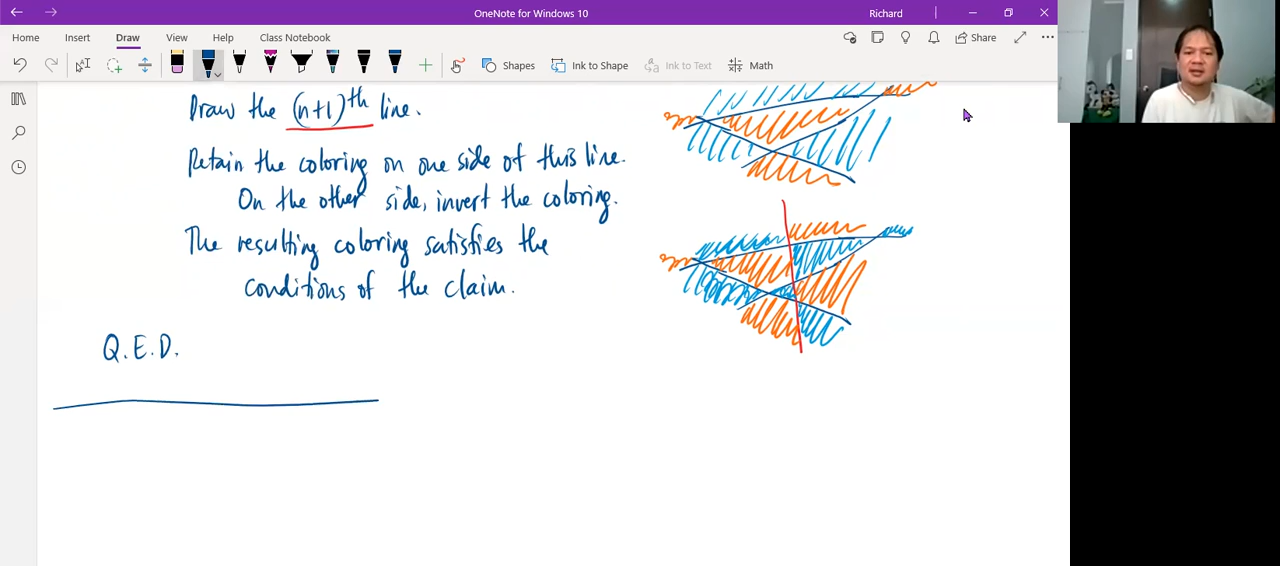 OneNote for Windows 10
Richard
Home Insert Draw View Help Class Notebook
Share
Shapes Ink to Shape Ink to Text Math
Draw the (n+1)th line.
Retain the coloring on one side of this line.
On the other side, invert the coloring.
The resulting coloring satisfies the
conditions of the claim.
Q.E.D.